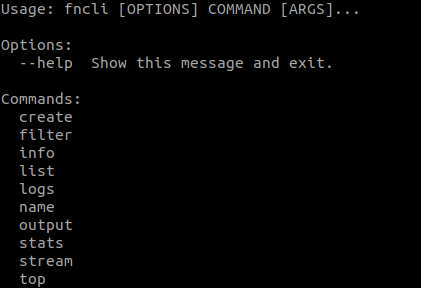 Usage: fncli [OPTIONS] COMMAND [ARGS]...
Options:
--help  Show this message and exit.
Commands:
create
filter
info
list
logs
name
output
stats
stream
top